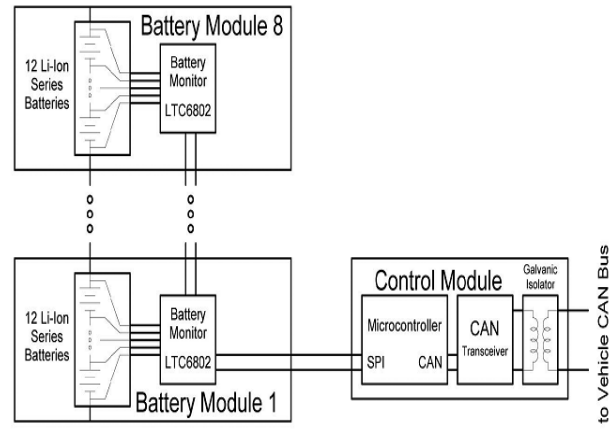 Battery Module 8
12 Li-Ion
Series
Batteries
Battery
Monitor
LTC6802
12 Li-Ion
Series
Batteries
Battery
Monitor
LTC6802
Battery Module 1
Control Module
Microcontroller
SPI CAN
CAN
Transceiver
Galvanic
Isolator
to Vehicle CAN Bus